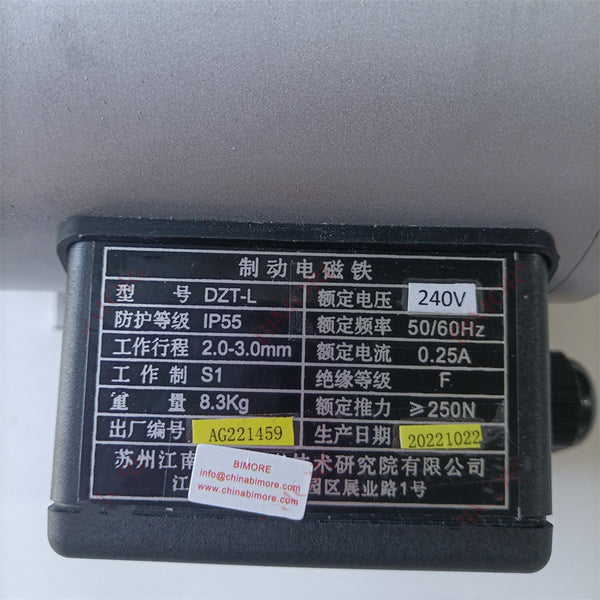 制动电磁铁
型 号 DZT-L 额定电压 240V
防护等级 IP55 额定频率 50/60Hz
工作行程 2.0-3.0mm 额定电流 0.25A
工作制 S1 绝缘等级 F
重 量 8.3Kg 额定推力 ≥250N
出厂编号 AG221459 生产日期 20221022
苏州江南 技术研究院有限公司
江 园区展业路1号
BIMORE
info@chinabimore.com
www.chinabimore.com